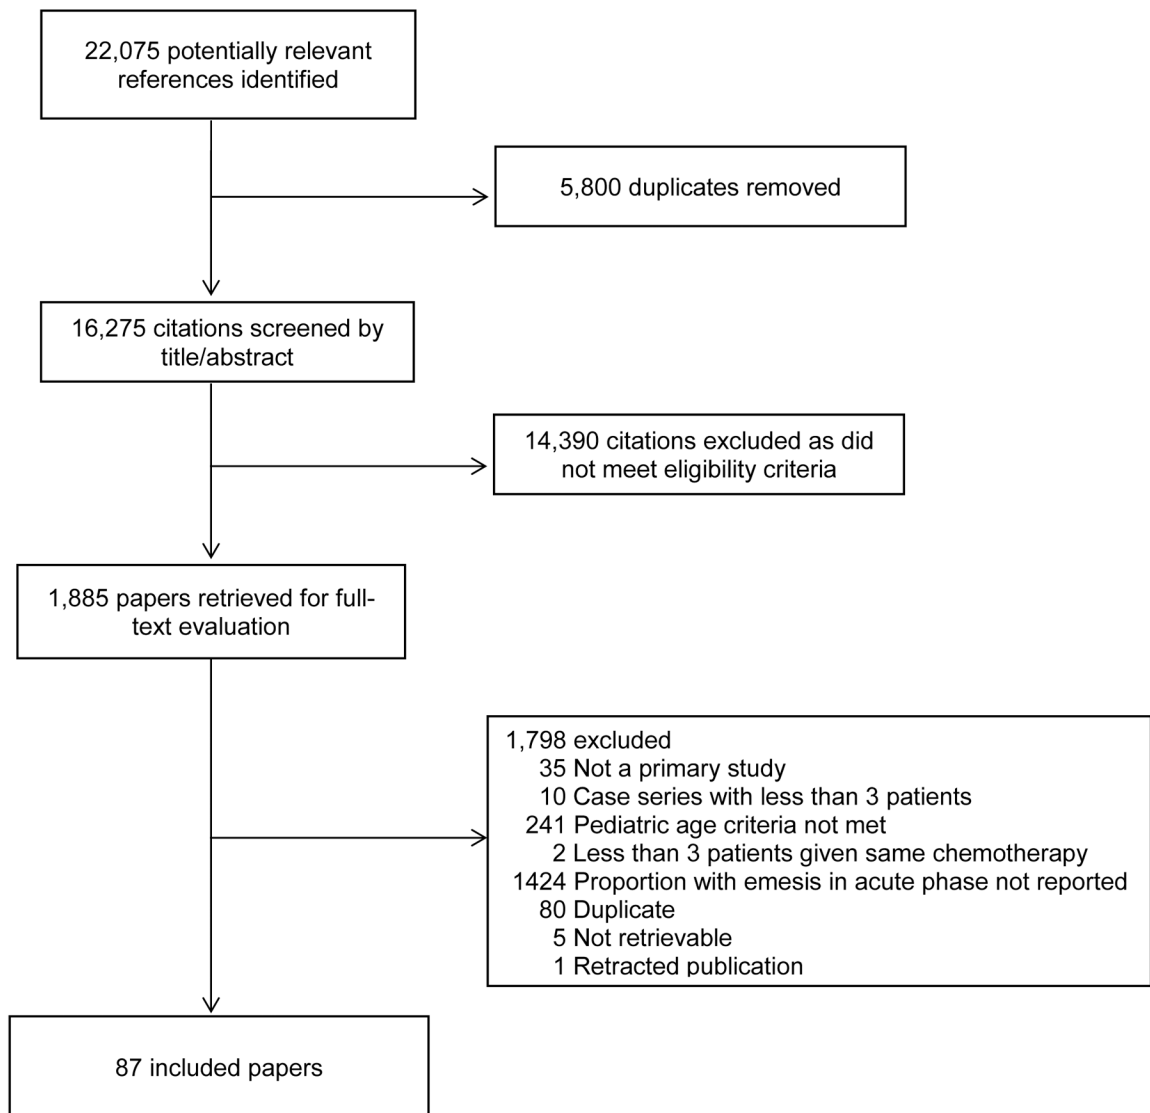 22,075 potentially relevant
references identified
5,800 duplicates removed
16,275 citations screened by
title/abstract
14,390 citations excluded as did
not meet eligibility criteria
1,885 papers retrieved for full-
text evaluation
1,798 excluded
35 Not a primary study
10 Case series with less than 3 patients
241 Pediatric age criteria not met
2 Less than 3 patients given same chemotherapy
1424 Proportion with emesis in acute phase not reported
80 Duplicate
5 Not retrievable
1 Retracted publication
87 included papers